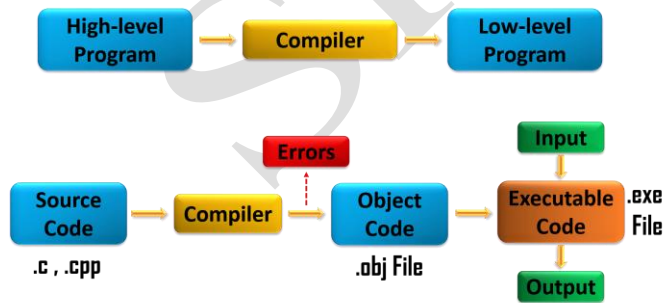 High-level
Program
Compiler
Low-level
Program
Input
Errors
Source
Code
Compiler
Object
Code
Executable
Code
.exe
File
.c , .cpp
.obj File
Output